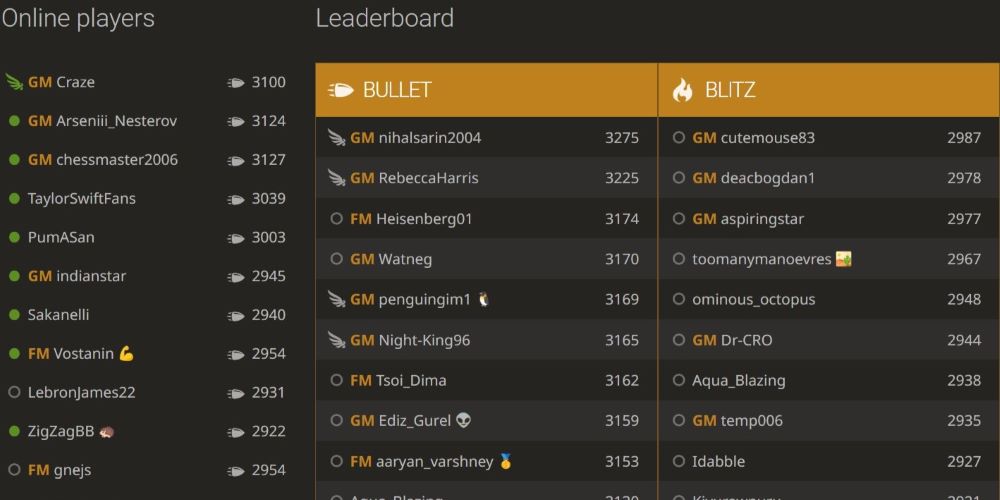 Online players
GM Craze 3100
GM Arseniii_Nesterov 3124
GM chessmaster2006 3127
TaylorSwiftFans 3039
PumASan 3003
GM indianstar 2945
Sakanelli 2940
FM Vostanin 💪 2954
LebronJames22 2931
ZigZagBB 🦔 2922
FM gnejs 2954
Leaderboard
BULLET
GM nihalsarin2004 3275
GM RebeccaHarris 3225
FM Heisenberg01 3174
GM Watneg 3170
GM penguingim1 🐧 3169
GM Night-King96 3165
FM Tsoi_Dima 3162
GM Ediz_Gurel 👽 3159
FM aaryan_varshney 🥇 3153
Aqua_Blazing
BLITZ
GM cutemouse83 2987
GM deacbogdan1 2978
GM aspiringstar 2977
toomanymanoevres 🏜️ 2967
ominous_octopus 2948
GM Dr-CRO 2944
Aqua_Blazing 2938
GM temp006 2935
Idabble 2927